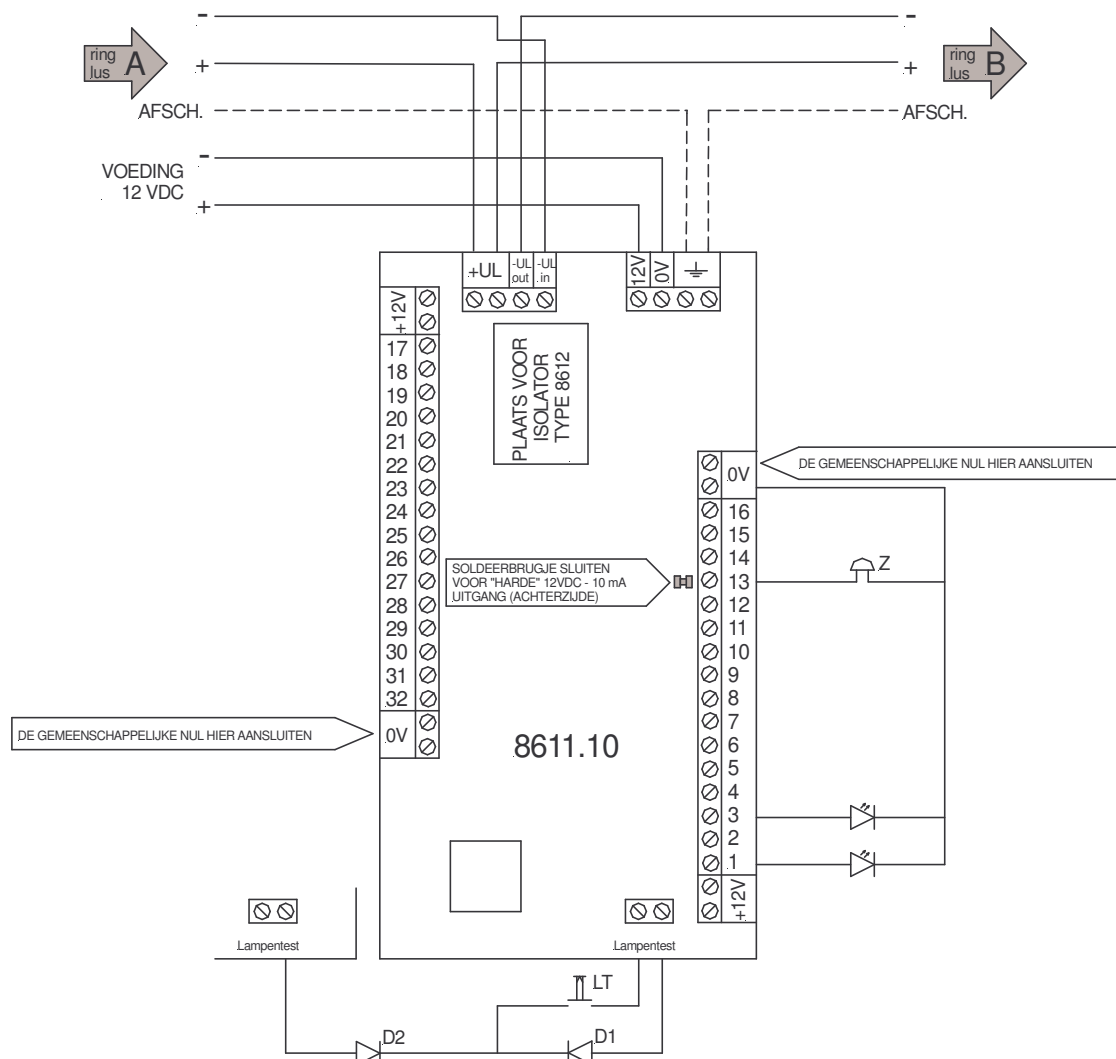 -
-
ring
lus A
+
+
ring
lus B
AFSCH.
AFSCH.
-
VOEDING
12 VDC
+
+UL
-UL
out
-UL
in
12V
0V
+12V
17
18
19
20
21
22
23
24
25
26
27
28
29
30
31
32
0V
PLAATS VOOR
ISOLATOR
TYPE 8612
DE GEMEENSCHAPPELIJKE NUL HIER AANSLUITEN
0V
16
15
14
13
12
11
10
9
8
7
6
5
4
3
2
1
+12V
Z
SOLDEERBRUGJE SLUITEN
VOOR "HARDE" 12VDC - 10 mA
UITGANG (ACHTERZIJDE)
DE GEMEENSCHAPPELIJKE NUL HIER AANSLUITEN
8611.10
Lampentest
Lampentest
LT
D2
D1